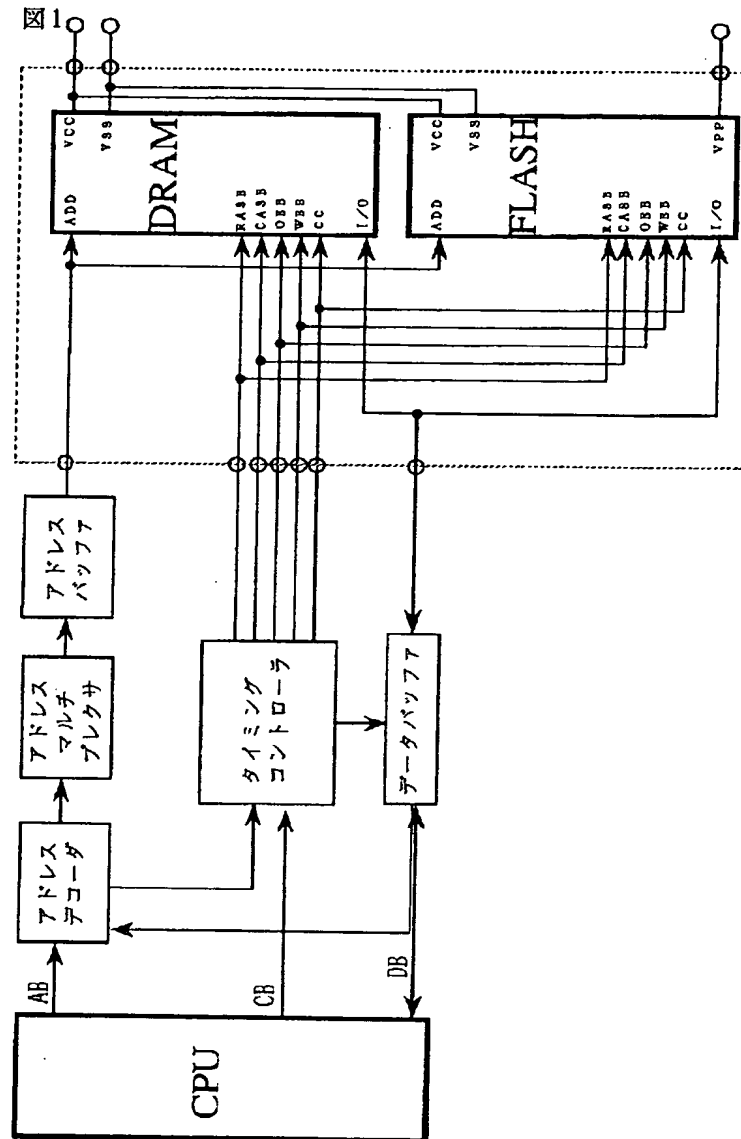 図1
VCC
VSS
DRAM
ADD
RASB
CASB
OEB
WEB
CC
I/O
VCC
VSS
VPP
FLASH
ADD
RASB
CASB
OEB
WEB
CC
I/O
アドレス
バッファ
アドレス
マルチ
プレクサ
アドレス
デコーダ
タイミング
コントローラ
データバッファ
AB
CB
DB
CPU